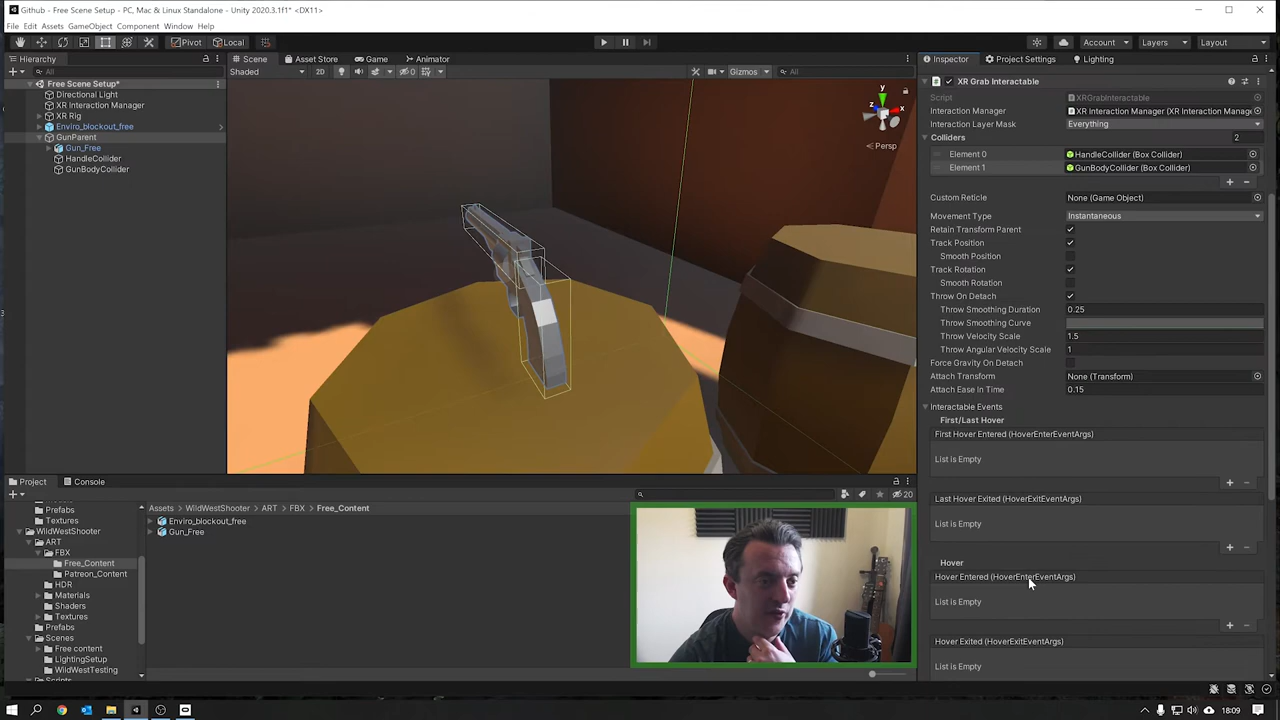 Github - Free Scene Setup - PC, Mac & Linux Standalone - Unity 2020.3.1f1* <DX11>
File Edit Assets GameObject Component Window Help
Pivot Local Account Layers Layout
Hierarchy
All
Free Scene Setup*
Directional Light
XR Interaction Manager
XR Rig
Enviro_blockout_free
GunParent
Gun_Free
HandleCollider
GunBodyCollider
Scene Asset Store Game Animator
Shaded 2D 0 Gizmos All
y
x
z
Persp
Inspector Project Settings Lighting
XR Grab Interactable
Script XRGrabInteractable
Interaction Manager XR Interaction Manager (XR Interaction Manag
Interaction Layer Mask Everything
Colliders 2
Element 0 HandleCollider (Box Collider)
Element 1 GunBodyCollider (Box Collider)
Custom Reticle None (Game Object)
Movement Type Instantaneous
Retain Transform Parent
Track Position
Smooth Position
Track Rotation
Smooth Rotation
Throw On Detach
Throw Smoothing Duration 0.25
Throw Smoothing Curve
Throw Velocity Scale 1.5
Throw Angular Velocity Scale 1
Force Gravity On Detach
Attach Transform None (Transform)
Attach Ease In Time 0.15
Interactable Events
First/Last Hover
First Hover Entered (HoverEnterEventArgs)
List is Empty
Last Hover Exited (HoverExitEventArgs)
List is Empty
Hover
Hover Entered (HoverEnterEventArgs)
List is Empty
Hover Exited (HoverExitEventArgs)
List is Empty
Project Console
20
Prefabs
Textures
WildWestShooter
ART
FBX
Free_Content
Patreon_Content
HDR
Materials
Shaders
Textures
Prefabs
Scenes
Free content
LightingSetup
WildWestTesting
Scripts
Assets > WildWestShooter > ART > FBX > Free_Content
Enviro_blockout_free
Gun_Free
18:09